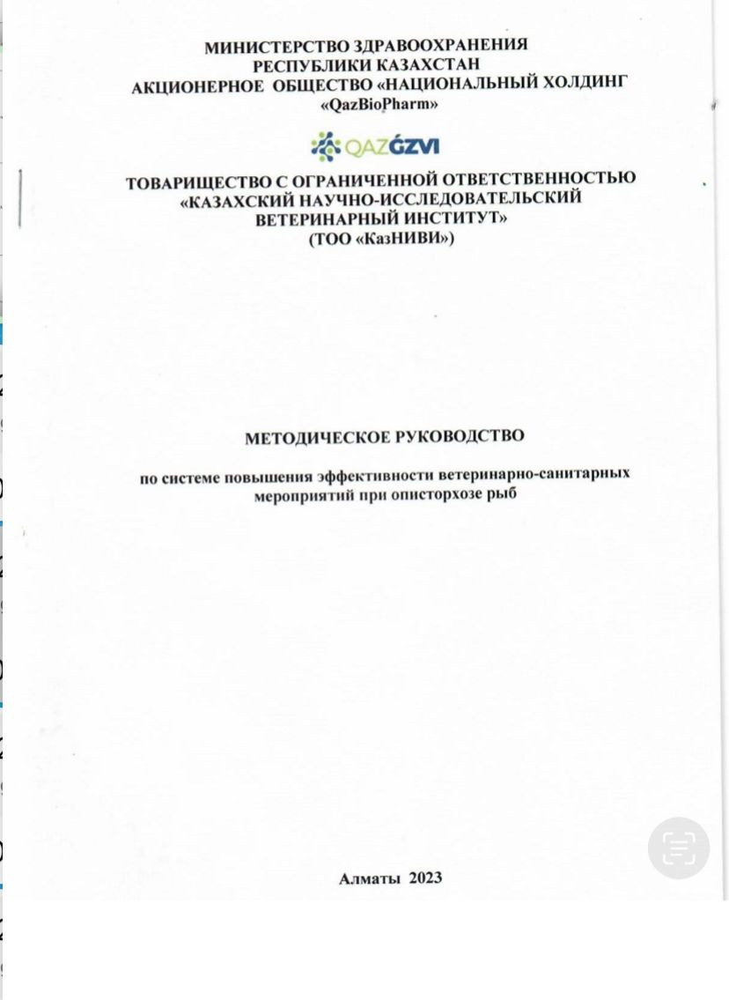 МИНИСТЕРСТВО ЗДРАВООХРАНЕНИЯ
РЕСПУБЛИКИ КАЗАХСТАН
АКЦИОНЕРНОЕ ОБЩЕСТВО «НАЦИОНАЛЬНЫЙ ХОЛДИНГ
«QazBioPharm»
QAZǴZVI
ТОВАРИЩЕСТВО С ОГРАНИЧЕННОЙ ОТВЕТСТВЕННОСТЬЮ
«КАЗАХСКИЙ НАУЧНО-ИССЛЕДОВАТЕЛЬСКИЙ
ВЕТЕРИНАРНЫЙ ИНСТИТУТ»
(ТОО «КазНИВИ»)
МЕТОДИЧЕСКОЕ РУКОВОДСТВО
по системе повышения эффективности ветеринарно-санитарных
мероприятий при описторхозе рыб
Алматы 2023